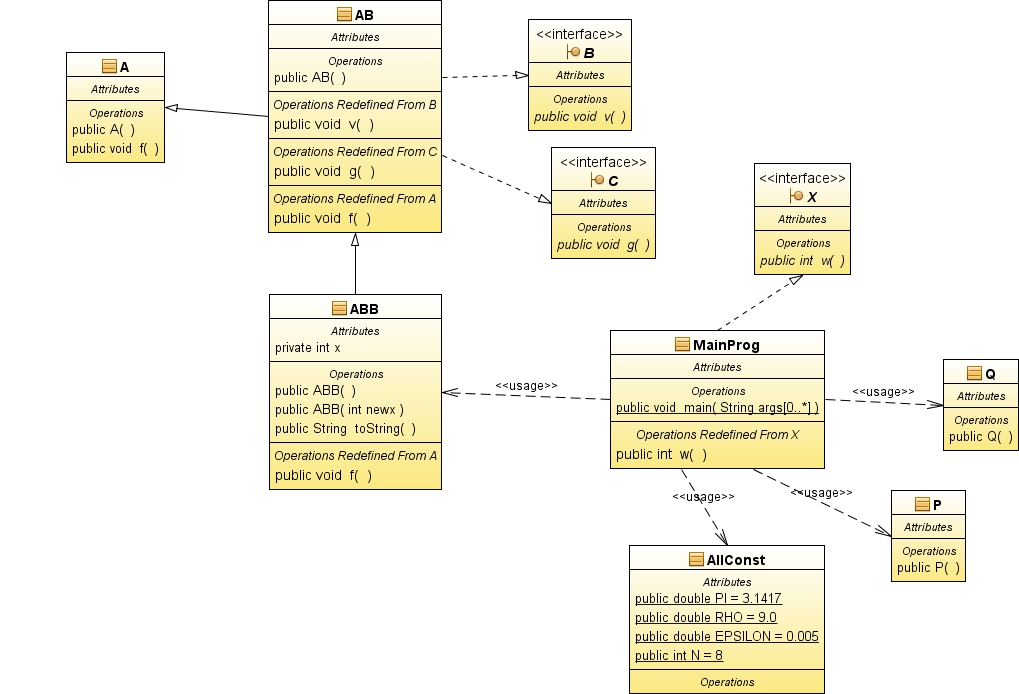 A
Attributes
Operations
public A( )
public void f( )
AB
Attributes
Operations
public AB( )
Operations Redefined From B
public void v( )
Operations Redefined From C
public void g( )
Operations Redefined From A
public void f( )
<<interface>>
B
Attributes
Operations
public void v( )
<<interface>>
C
Attributes
Operations
public void g( )
<<interface>>
X
Attributes
Operations
public int w( )
ABB
Attributes
private int x
Operations
public ABB( )
public ABB( int newx )
public String toString( )
Operations Redefined From A
public void f( )
<<usage>>
MainProg
Attributes
Operations
public void main( String args[0..*] )
Operations Redefined From X
public int w( )
<<usage>>
Q
Attributes
Operations
public Q( )
<<usage>>
<<usage>>
P
Attributes
Operations
public P( )
AllConst
Attributes
public double PI = 3.1417
public double RHO = 9.0
public double EPSILON = 0.005
public int N = 8
Operations